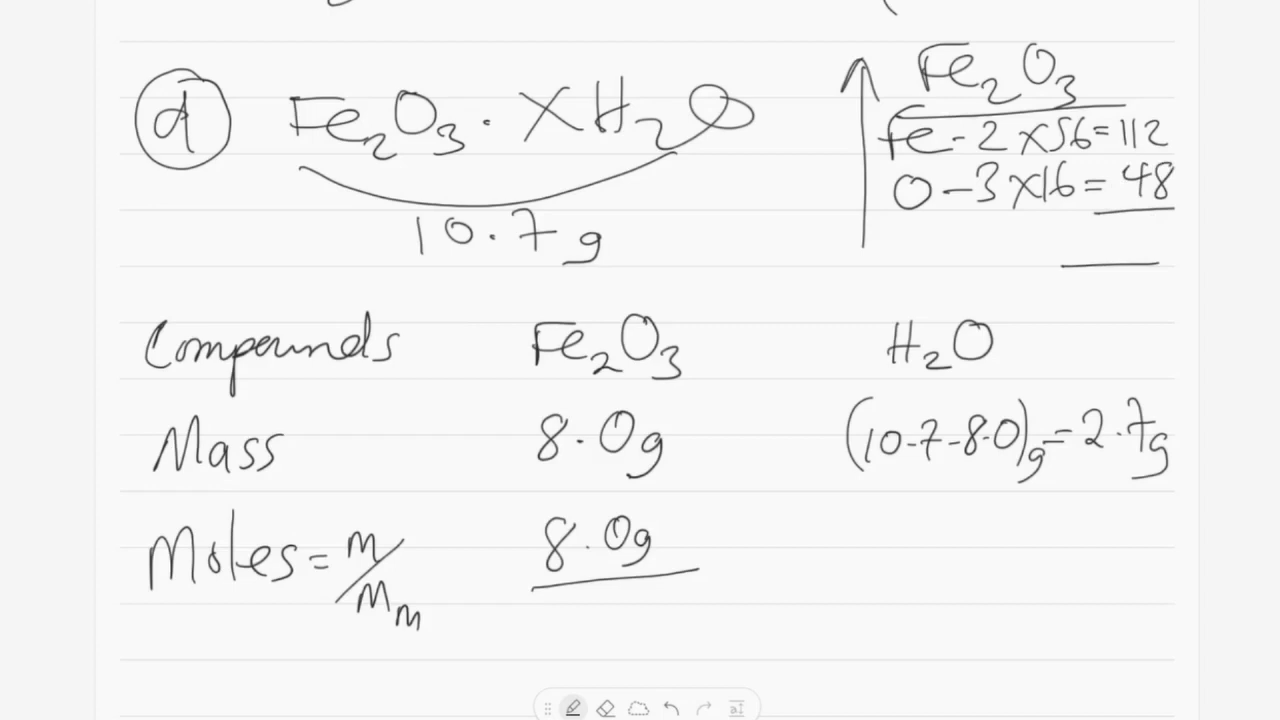 d Fe₂O₃ · XH₂O
10.7g
Fe₂O₃
Fe - 2 × 56 = 112
O - 3 × 16 = 48
Compounds Fe₂O₃ H₂O
Mass 8.0g (10.7-8.0)g = 2.7g
Moles = m/Mm 8.0g